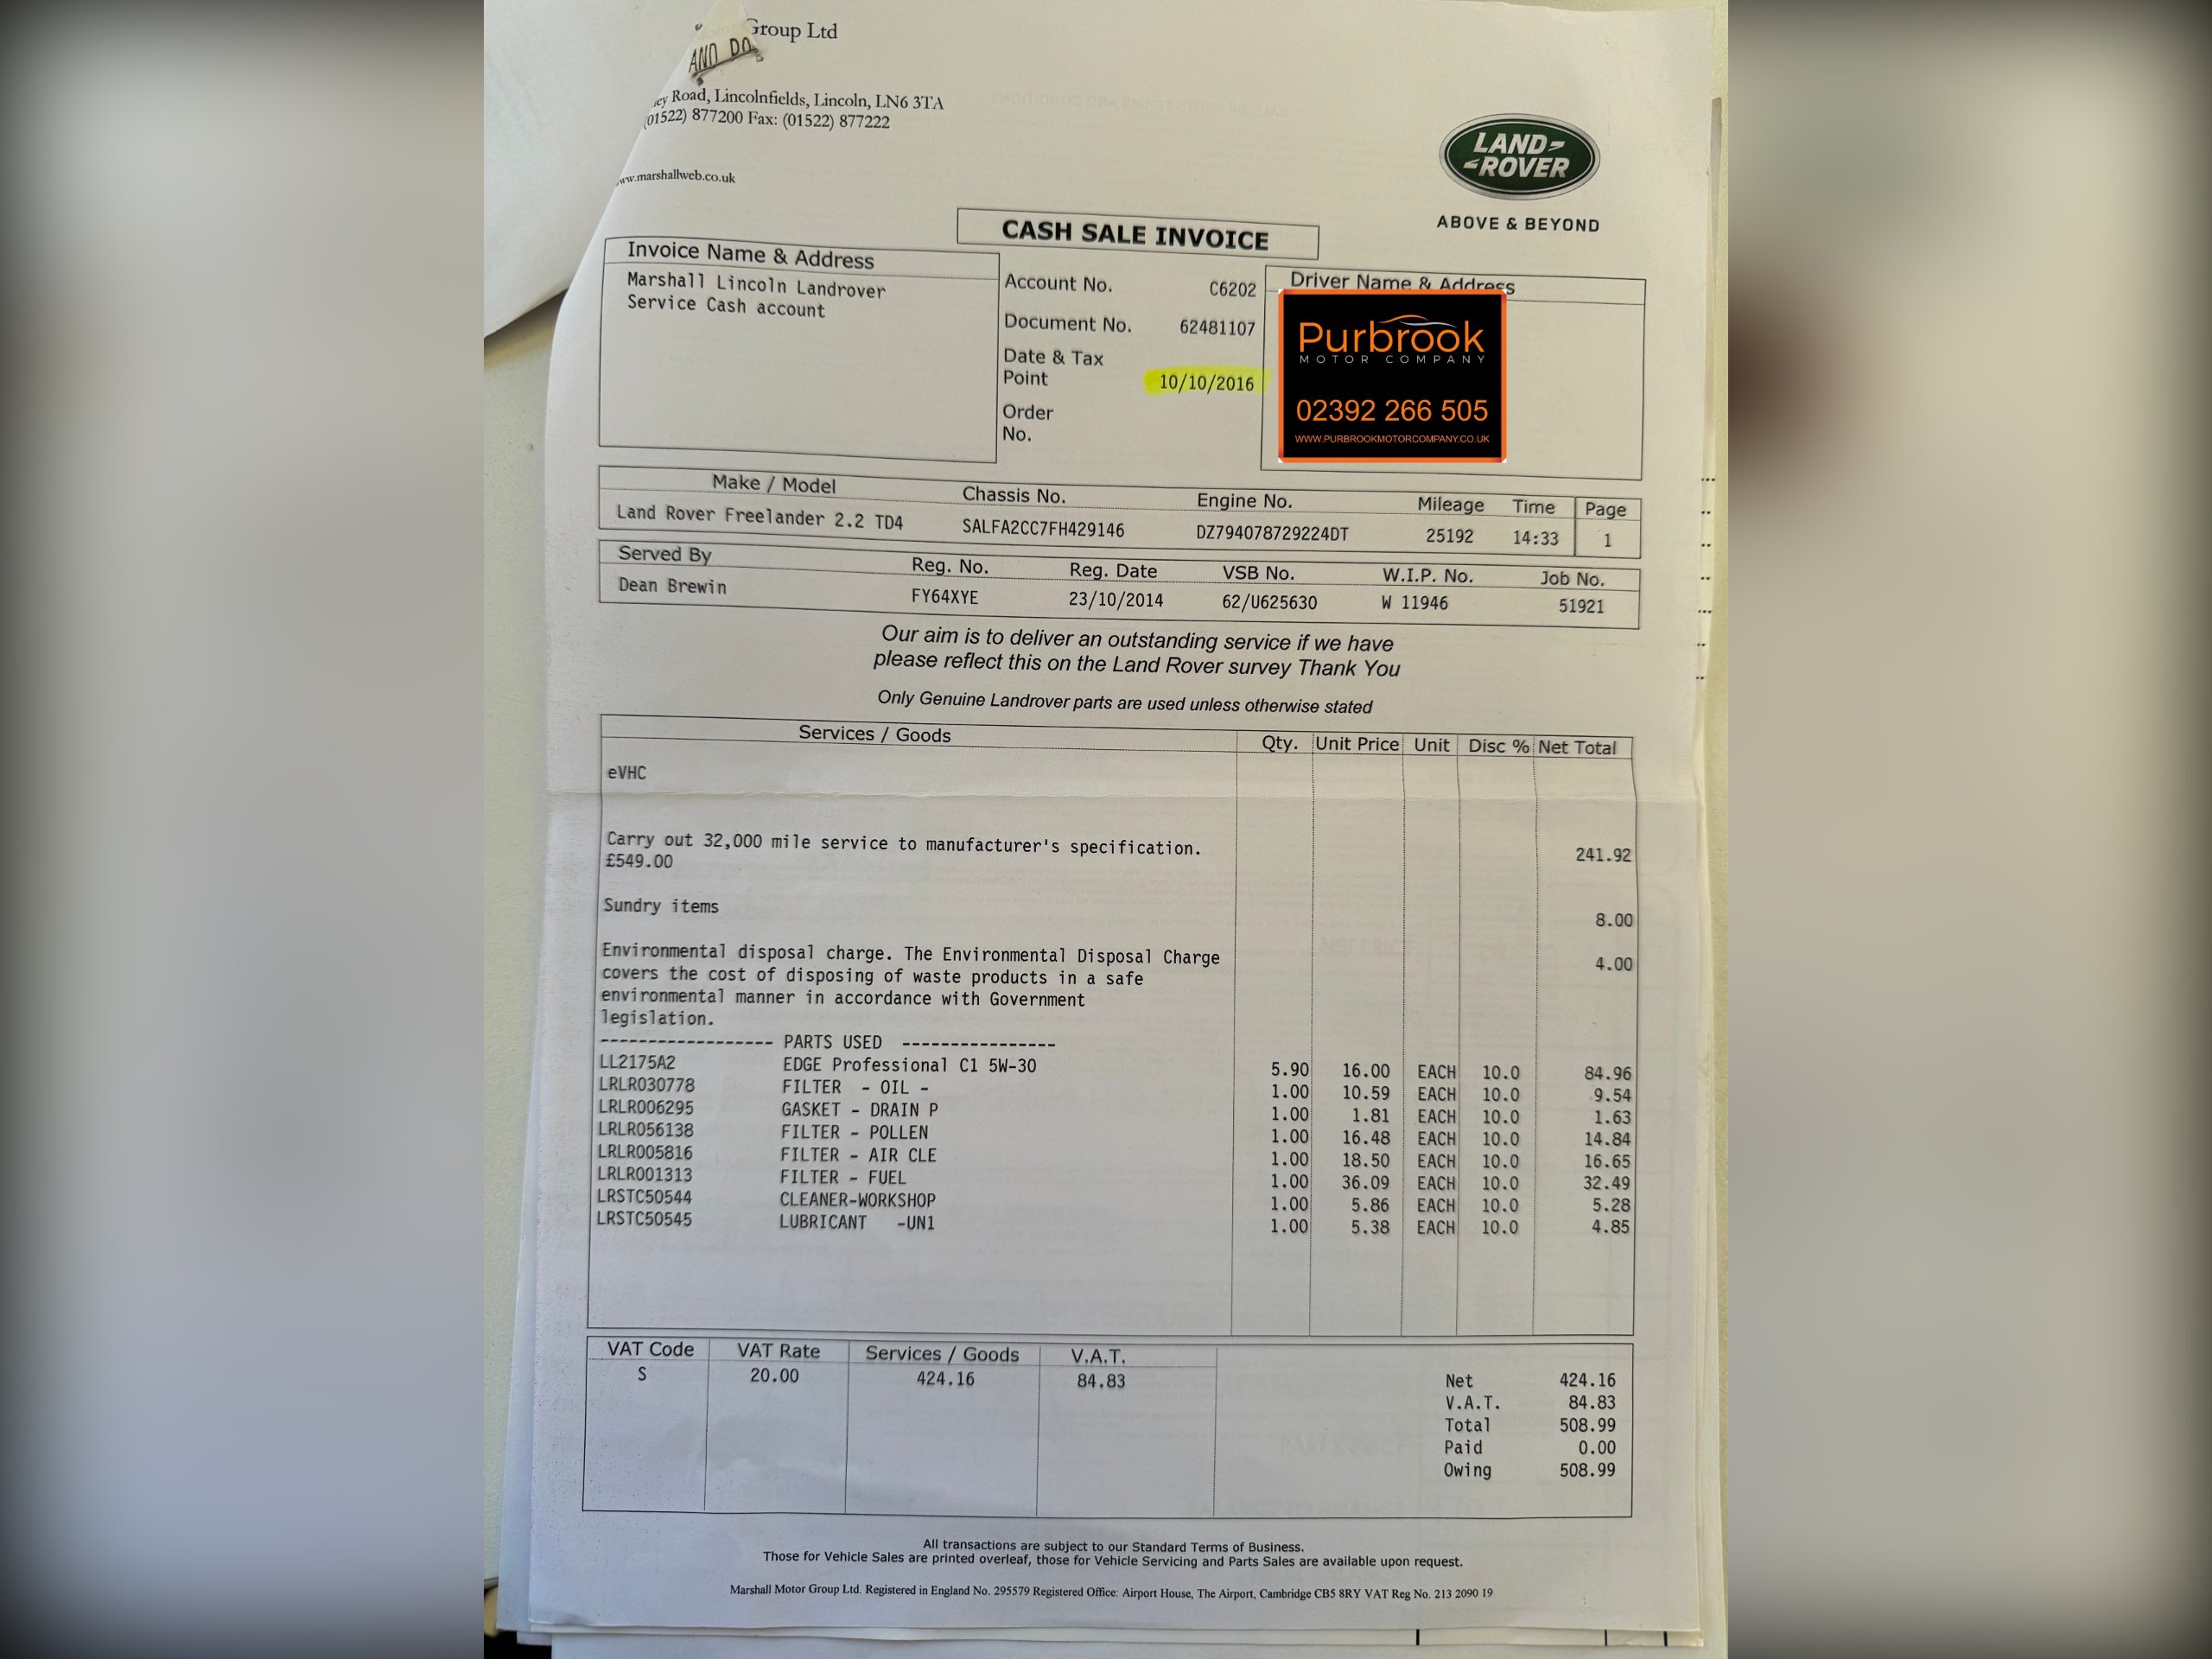 Group Ltd
AND DO
Road, Lincolnfields, Lincoln, LN6 3TA
(01522) 877200 Fax: (01522) 877222
www.marshallweb.co.uk
LAND-
-ROVER
ABOVE & BEYOND
CASH SALE INVOICE
Invoice Name & Address
Marshall Lincoln Landrover
Service Cash account
Account No. C6202
Document No. 62481107
Date & Tax
Point 10/10/2016
Order
No.
Driver Name & Address
Purbrook
MOTOR COMPANY
02392 266 505
WWW.PURBROOKMOTORCOMPANY.CO.UK
Make / Model Chassis No. Engine No. Mileage Time Page
Land Rover Freelander 2.2 TD4 SALFA2CC7FH429146 DZ794078729224DT 25192 14:33 1
Served By Reg. No. Reg. Date VSB No. W.I.P. No. Job No.
Dean Brewin FY64XYE 23/10/2014 62/U625630 W 11946 51921
Our aim is to deliver an outstanding service if we have
please reflect this on the Land Rover survey Thank You
Only Genuine Landrover parts are used unless otherwise stated
Services / Goods Qty. Unit Price Unit Disc % Net Total
eVHC
Carry out 32,000 mile service to manufacturer's specification. 241.92
£549.00
Sundry items 8.00
Environmental disposal charge. The Environmental Disposal Charge 4.00
covers the cost of disposing of waste products in a safe
environmental manner in accordance with Government
legislation.
------------------ PARTS USED ----------------
LL2175A2 EDGE Professional C1 5W-30 5.90 16.00 EACH 10.0 84.96
LRLR030778 FILTER - OIL - 1.00 10.59 EACH 10.0 9.54
LRLR006295 GASKET - DRAIN P 1.00 1.81 EACH 10.0 1.63
LRLR056138 FILTER - POLLEN 1.00 16.48 EACH 10.0 14.84
LRLR005816 FILTER - AIR CLE 1.00 18.50 EACH 10.0 16.65
LRLR001313 FILTER - FUEL 1.00 36.09 EACH 10.0 32.49
LRSTC50544 CLEANER-WORKSHOP 1.00 5.86 EACH 10.0 5.28
LRSTC50545 LUBRICANT -UN1 1.00 5.38 EACH 10.0 4.85
VAT Code VAT Rate Services / Goods V.A.T.
S 20.00 424.16 84.83
Net 424.16
V.A.T. 84.83
Total 508.99
Paid 0.00
Owing 508.99
All transactions are subject to our Standard Terms of Business.
Those for Vehicle Sales are printed overleaf, those for Vehicle Servicing and Parts Sales are available upon request.
Marshall Motor Group Ltd. Registered in England No. 295579 Registered Office: Airport House, The Airport, Cambridge CB5 8RY VAT Reg No. 213 2090 19